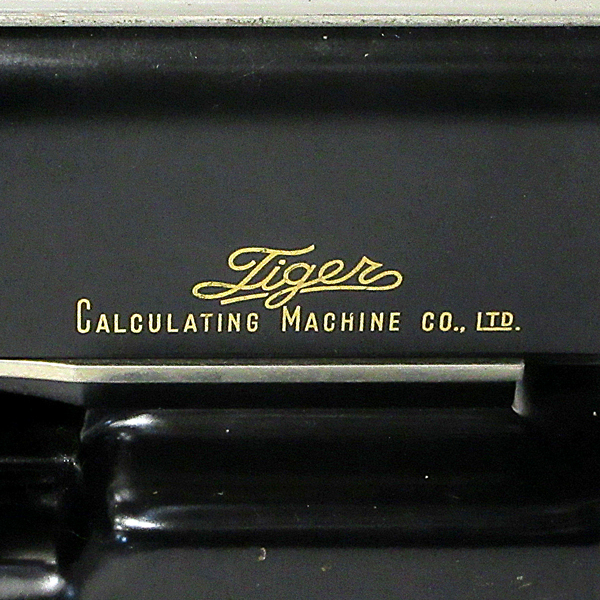 Tiger
CALCULATING MACHINE CO., LTD.